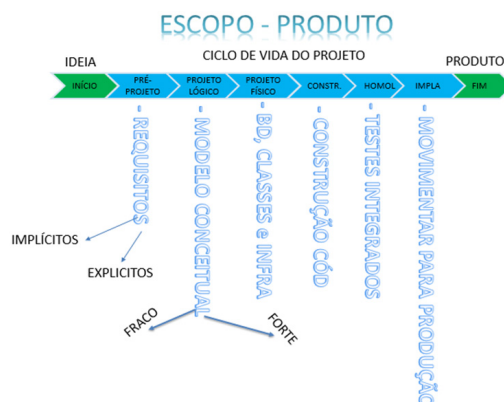 ESCOPO - PRODUTO
CICLO DE VIDA DO PROJETO
IDEIA
PRODUTO
INÍCIO
PRÉ-
PROJETO
PROJETO
LÓGICO
PROJETO
FÍSICO
CONSTR.
HOMOL
IMPLA
FIM
- REQUISITOS
- MODELO CONCEITUAL
- BD, CLASSES e INFRA
- CONSTRUÇÃO CÓD
- TESTES INTEGRADOS
- MOVIMENTAR PARA PRODUÇÃO
IMPLÍCITOS
EXPLICITOS
FRACO
FORTE